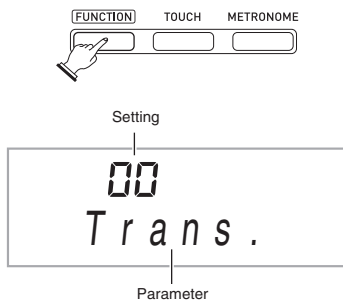 FUNCTION TOUCH METRONOME
Setting
00
Trans.
Parameter